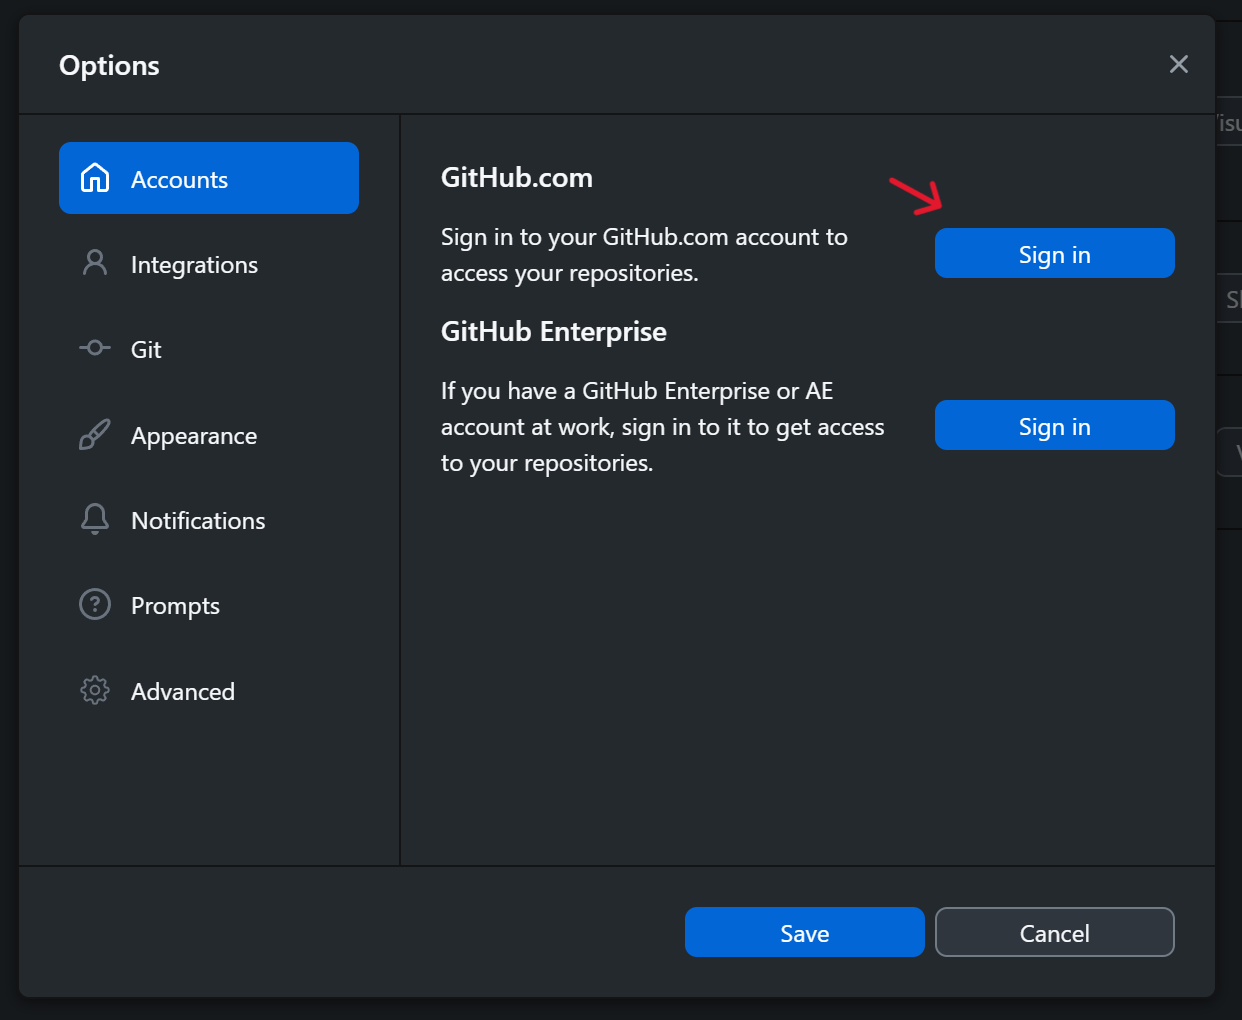 Options
Accounts
Integrations
Git
Appearance
Notifications
Prompts
Advanced
GitHub.com
Sign in to your GitHub.com account to
access your repositories.
Sign in
GitHub Enterprise
If you have a GitHub Enterprise or AE
account at work, sign in to it to get access
to your repositories.
Sign in
Save
Cancel